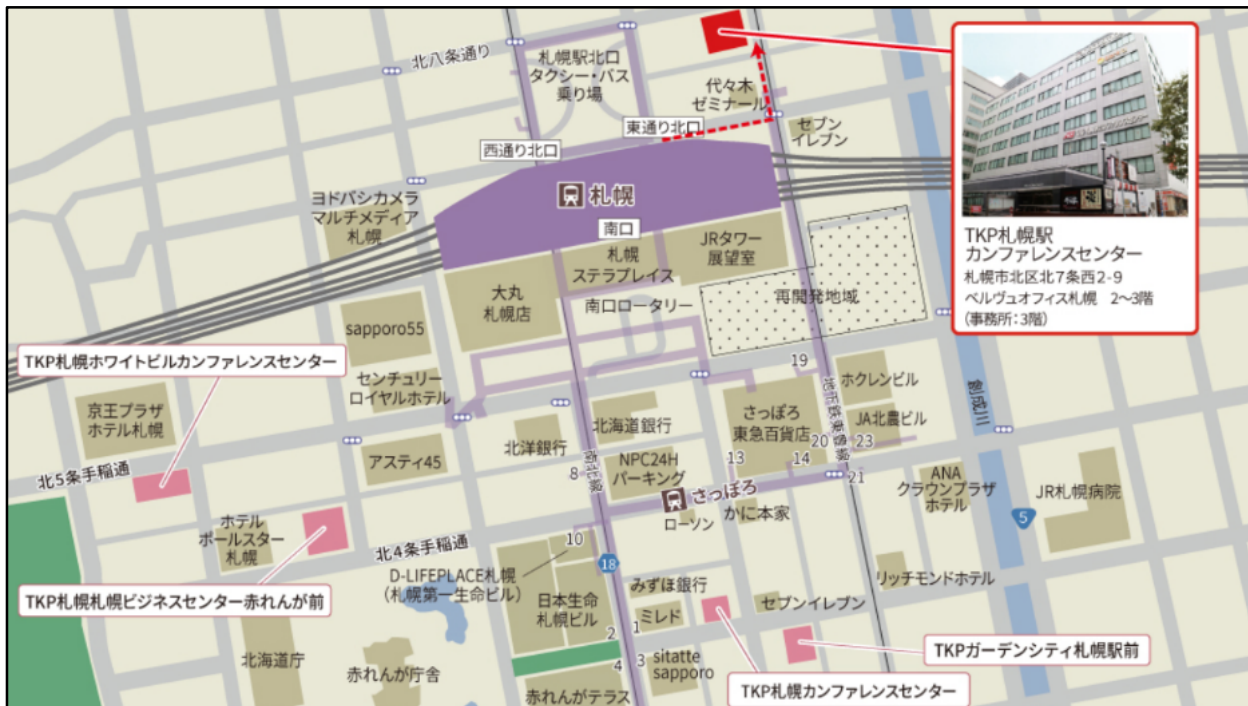 北八条通り
札幌駅北口
タクシー・バス
乗り場
代々木
ゼミナール
東通り北口
セブン
イレブン
西通り北口
ヨドバシカメラ
マルチメディア
札幌
札幌
南口
札幌
ステラプレイス
JRタワー
展望室
大丸
札幌店
南口ロータリー
再開発地域
TKP札幌駅
カンファレンスセンター
札幌市北区北7条西2-9
ベルヴュオフィス札幌 2〜3階
(事務所:3階)
sapporo55
TKP札幌ホワイトビルカンファレンスセンター
センチュリー
ロイヤルホテル
京王プラザ
ホテル札幌
19
ホクレンビル
地下鉄東豊線
創成川
北海道銀行
さっぽろ
東急百貨店
JA北農ビル
20
23
北洋銀行
アスティ45
南北線
8
NPC24H
パーキング
13
14
21
北5条手稲通
さっぽろ
ANA
クラウンプラザ
ホテル
JR札幌病院
5
ローソン
かに本家
ホテル
ポールスター
札幌
北4条手稲通
10
18
D-LIFEPLACE札幌
(札幌第一生命ビル)
TKP札幌札幌ビジネスセンター赤れんが前
日本生命
札幌ビル
みずほ銀行
ミレド
セブンイレブン
リッチモンドホテル
2
1
4
3
sitatte
sapporo
TKPガーデンシティ札幌駅前
TKP札幌カンファレンスセンター
北海道庁
赤れんが庁舎
赤れんがテラス